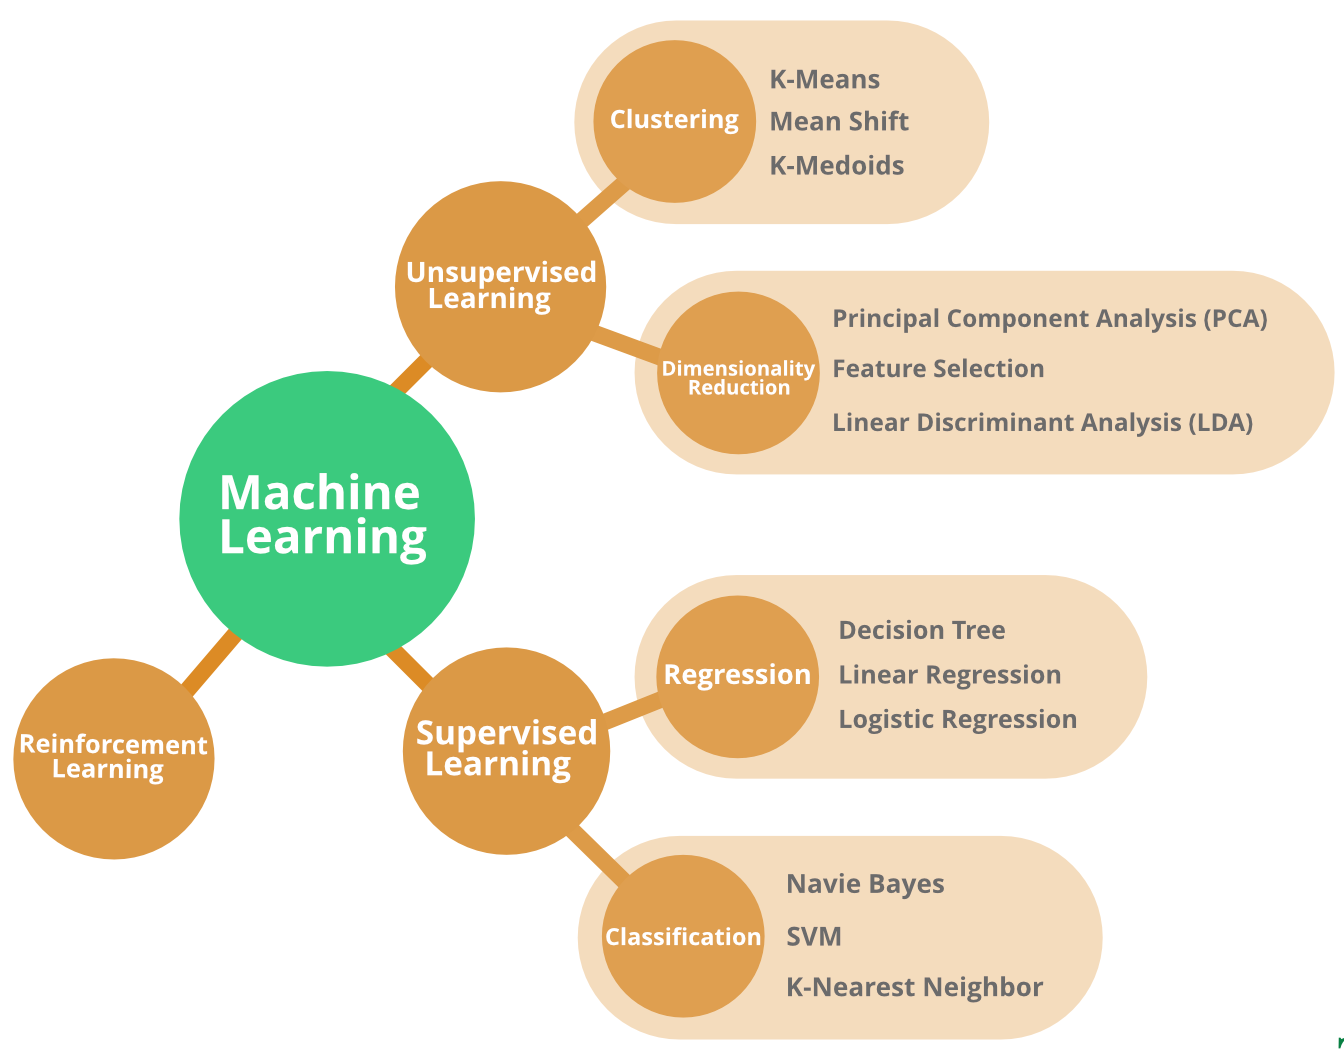 Clustering
K-Means
Mean Shift
K-Medoids
Unsupervised
Learning
Dimensionality
Reduction
Principal Component Analysis (PCA)
Feature Selection
Linear Discriminant Analysis (LDA)
Machine
Learning
Reinforcement
Learning
Supervised
Learning
Regression
Decision Tree
Linear Regression
Logistic Regression
Classification
Navie Bayes
SVM
K-Nearest Neighbor